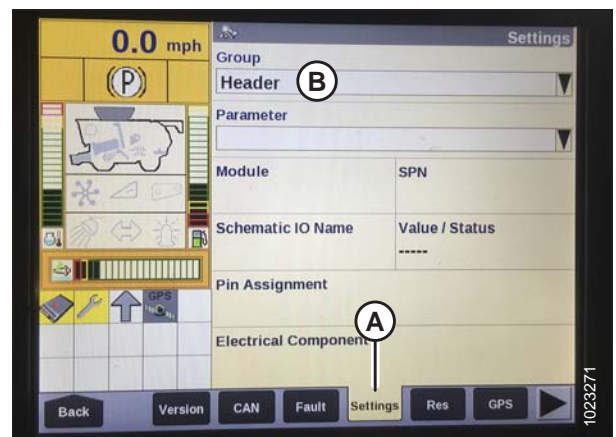 0.0 mph
(P)
Settings
Group
Header
B
Parameter
Module
SPN
Schematic IO Name
Value / Status
-----
Pin Assignment
GPS
A
Electrical Component
Back
Version
CAN
Fault
Settings
Res
GPS
1023271